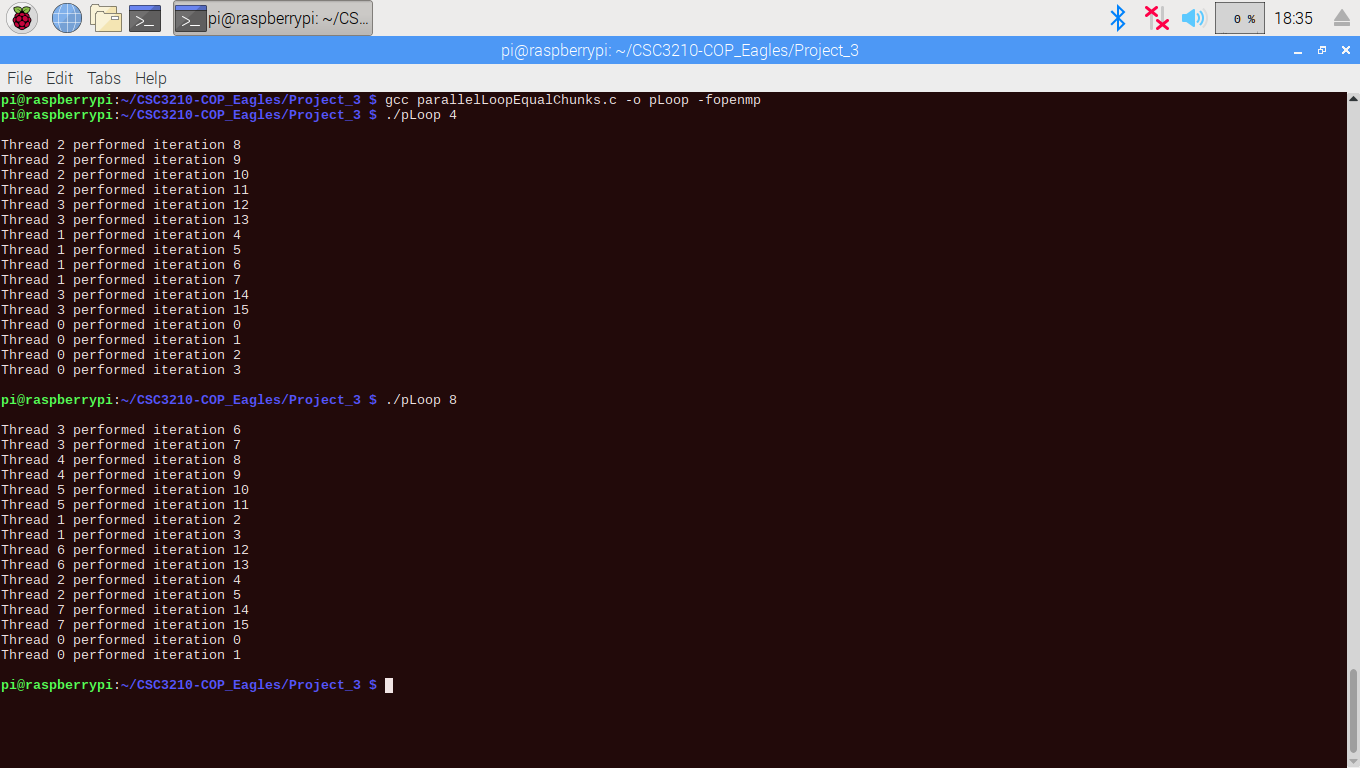 pi@raspberrypi: ~/CS...
0 %
18:35
pi@raspberrypi: ~/CSC3210-COP_Eagles/Project_3
File Edit Tabs Help
pi@raspberrypi:~/CSC3210-COP_Eagles/Project_3 $ gcc parallelLoopEqualChunks.c -o pLoop -fopenmp
pi@raspberrypi:~/CSC3210-COP_Eagles/Project_3 $ ./pLoop 4
Thread 2 performed iteration 8
Thread 2 performed iteration 9
Thread 2 performed iteration 10
Thread 2 performed iteration 11
Thread 3 performed iteration 12
Thread 3 performed iteration 13
Thread 1 performed iteration 4
Thread 1 performed iteration 5
Thread 1 performed iteration 6
Thread 1 performed iteration 7
Thread 3 performed iteration 14
Thread 3 performed iteration 15
Thread 0 performed iteration 0
Thread 0 performed iteration 1
Thread 0 performed iteration 2
Thread 0 performed iteration 3
pi@raspberrypi:~/CSC3210-COP_Eagles/Project_3 $ ./pLoop 8
Thread 3 performed iteration 6
Thread 3 performed iteration 7
Thread 4 performed iteration 8
Thread 4 performed iteration 9
Thread 5 performed iteration 10
Thread 5 performed iteration 11
Thread 1 performed iteration 2
Thread 1 performed iteration 3
Thread 6 performed iteration 12
Thread 6 performed iteration 13
Thread 2 performed iteration 4
Thread 2 performed iteration 5
Thread 7 performed iteration 14
Thread 7 performed iteration 15
Thread 0 performed iteration 0
Thread 0 performed iteration 1
pi@raspberrypi:~/CSC3210-COP_Eagles/Project_3 $